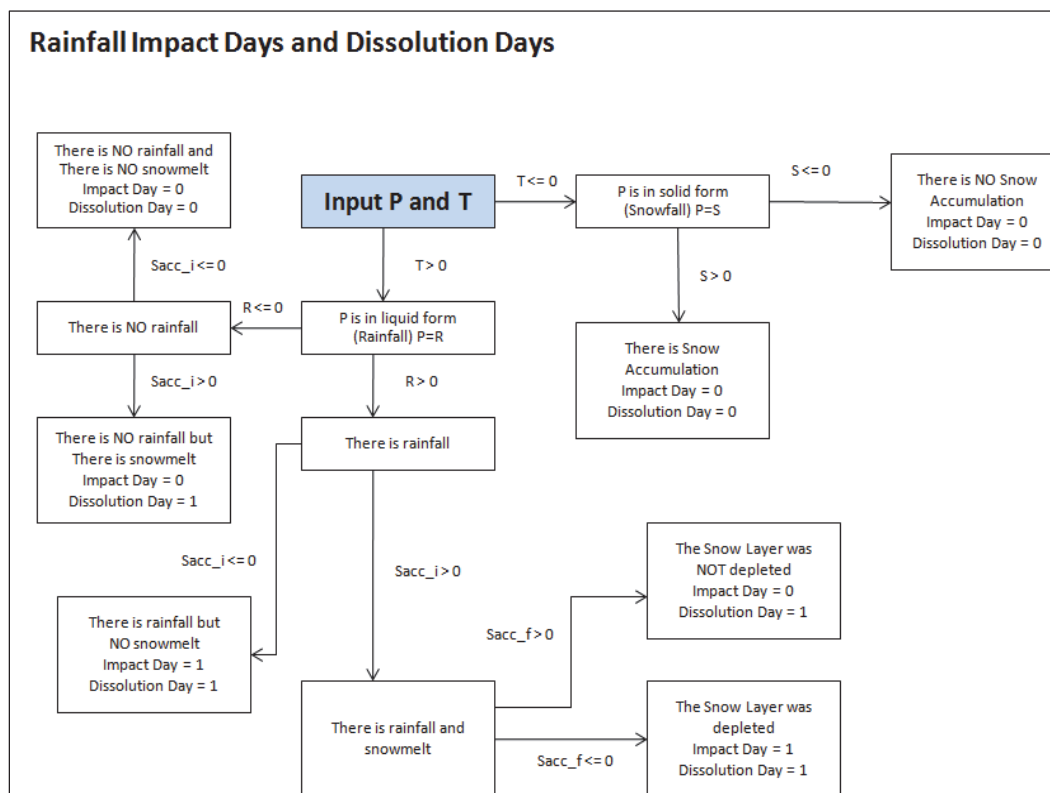 Rainfall Impact Days and Dissolution Days
There is NO rainfall and
There is NO snowmelt
Impact Day = 0
Dissolution Day = 0
Input P and T
T<=0
P is in solid form
(Snowfall) P=S
S<=0
There is NO Snow
Accumulation
Impact Day = 0
Dissolution Day = 0
Sacc_i<=0
T>0
S>0
There is NO rainfall
R<=0
P is in liquid form
(Rainfall) P=R
There is Snow
Accumulation
Impact Day = 0
Dissolution Day = 0
Sacc_i>0
R>0
There is NO rainfall but
There is snowmelt
Impact Day = 0
Dissolution Day = 1
There is rainfall
Sacc_i<=0
Sacc_i>0
The Snow Layer was
NOT depleted
Impact Day = 0
Dissolution Day = 1
There is rainfall but
NO snowmelt
Impact Day = 1
Dissolution Day = 1
Sacc_f>0
There is rainfall and
snowmelt
Sacc_f<=0
The Snow Layer was
depleted
Impact Day = 1
Dissolution Day = 1